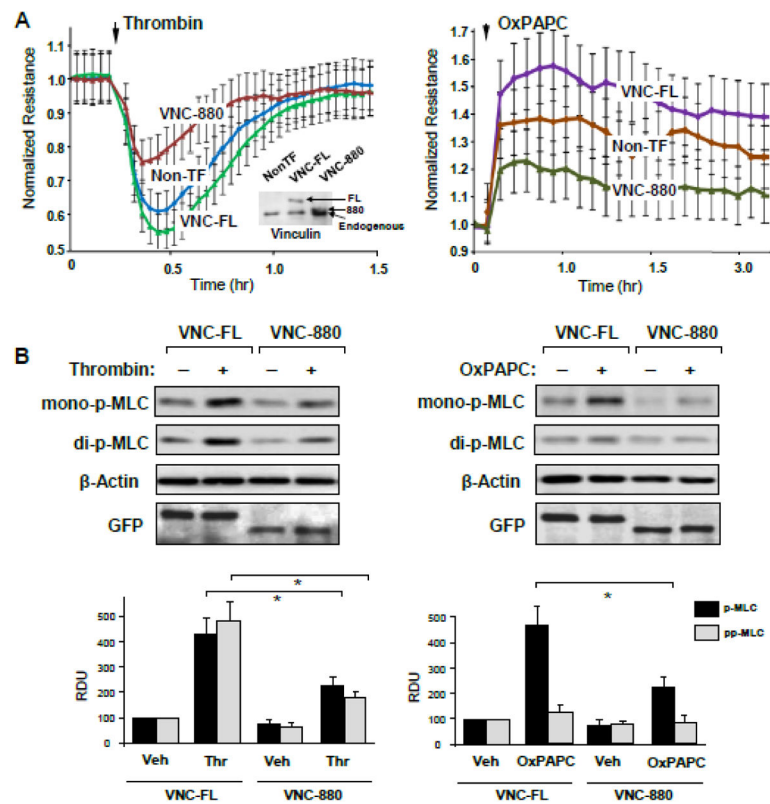 A
Thrombin
Normalized Resistance
1.1
1.0
0.9
0.8
0.7
0.6
0.5
VNC-880
Non-TF
VNC-FL
NonTF
VNC-FL
VNC-880
FL
880
Endogenous
Vinculin
0
0.5
1.0
1.5
Time (hr)
OxPAPC
Normalized Resistance
1.7
1.6
1.5
1.4
1.3
1.2
1.1
1.0
0.9
VNC-FL
Non-TF
VNC-880
0
1.0
1.5
3.0
Time (hr)
B
VNC-FL VNC-880
Thrombin: – + – +
mono-p-MLC
di-p-MLC
β-Actin
GFP
VNC-FL VNC-880
OxPAPC: – + – +
mono-p-MLC
di-p-MLC
β-Actin
GFP
*
*
RDU
500
400
300
200
100
0
Veh Thr Veh Thr
VNC-FL VNC-880
*
RDU
500
400
300
200
100
0
Veh OxPAPC Veh OxPAPC
VNC-FL VNC-880
p-MLC
pp-MLC